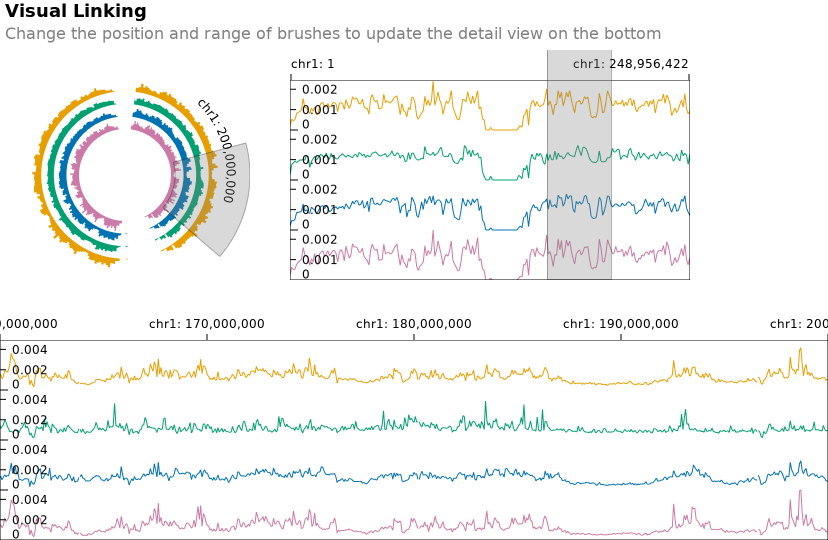 Visual Linking
Change the position and range of brushes to update the detail view on the bottom
chr1: 200,000,000
chr1: 1
chr1: 248,956,422
0.002
0.001
0
0.002
0.001
0
0.002
0.001
0
0.002
0.001
0
0,000,000
chr1: 170,000,000
chr1: 180,000,000
chr1: 190,000,000
chr1: 200
0.004
0.002
0
0.004
0.002
0
0.004
0.002
0
0.004
0.002
0